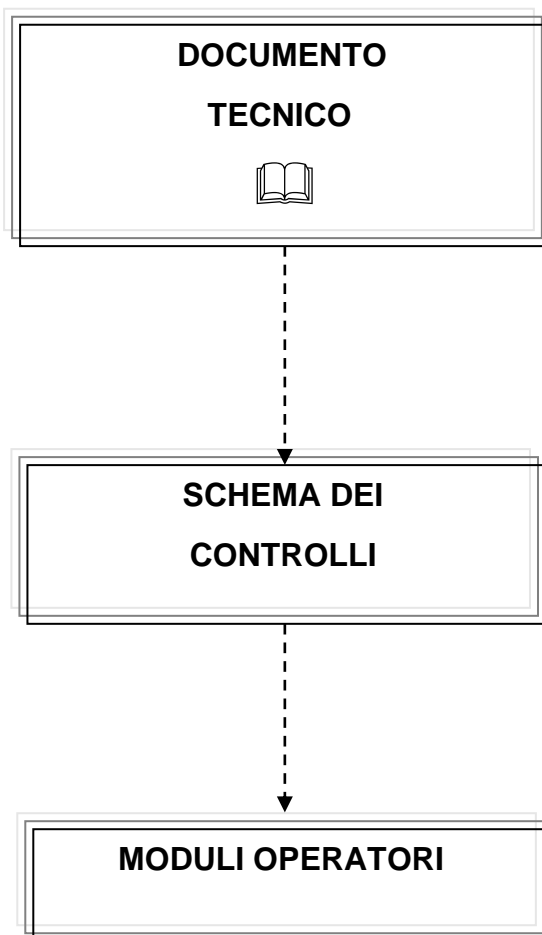 DOCUMENTO
TECNICO
SCHEMA DEI
CONTROLLI
MODULI OPERATORI